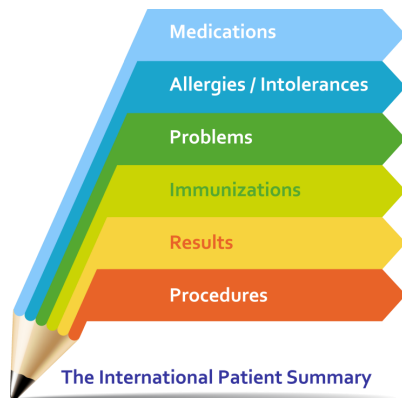 Medications
Allergies / Intolerances
Problems
Immunizations
Results
Procedures
The International Patient Summary